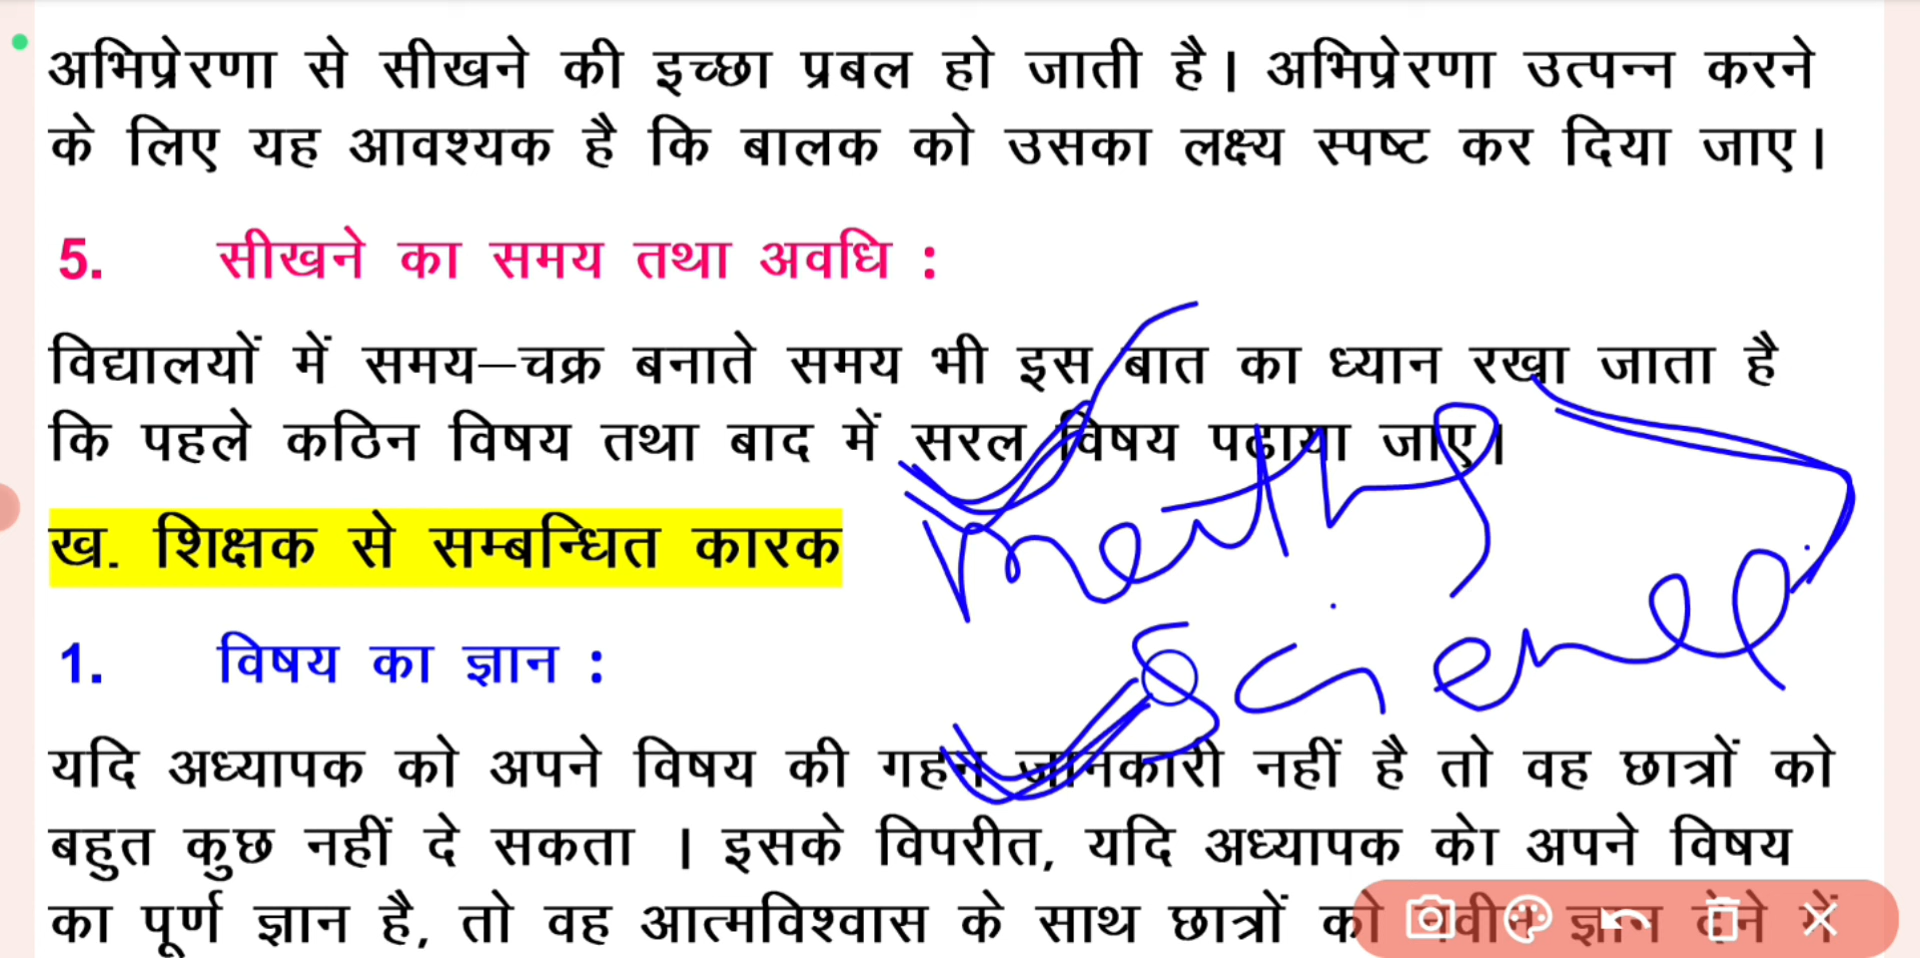 अभिप्रेरणा से सीखने की इच्छा प्रबल हो जाती है। अभिप्रेरणा उत्पन्न करने
के लिए यह आवश्यक है कि बालक को उसका लक्ष्य स्पष्ट कर दिया जाए।
5. सीखने का समय तथा अवधि :
विद्यालयों में समय–चक्र बनाते समय भी इस बात का ध्यान रखा जाता है
कि पहले कठिन विषय तथा बाद में सरल विषय पढ़ाया जाए।
ख. शिक्षक से सम्बन्धित कारक
maths
science
1. विषय का ज्ञान :
यदि अध्यापक को अपने विषय की गहन जानकारी नहीं है तो वह छात्रों को
बहुत कुछ नहीं दे सकता । इसके विपरीत, यदि अध्यापक केा अपने विषय
का पूर्ण ज्ञान है, तो वह आत्मविश्वास के साथ छात्रों को नवीन ज्ञान देने में